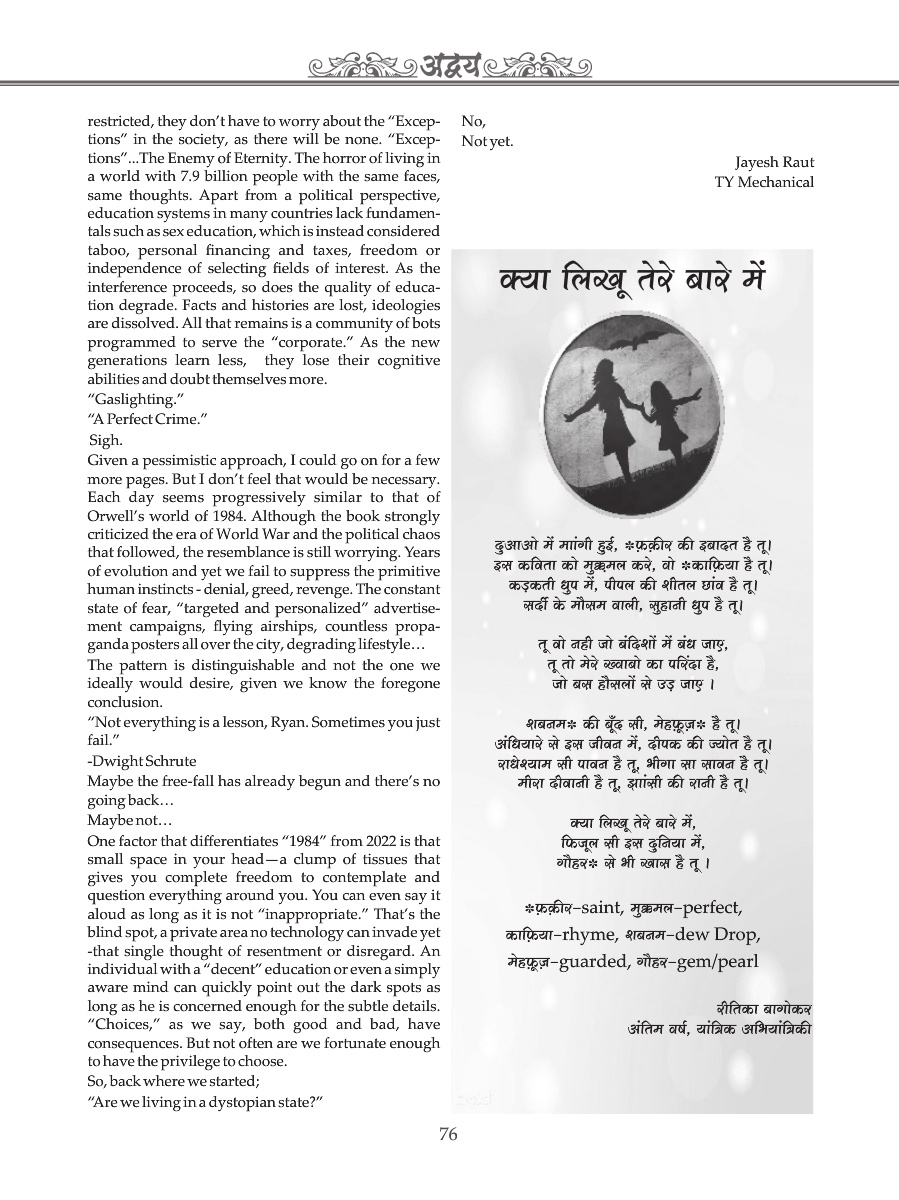 अद्वय
restricted, they don't have to worry about the "Excep-
tions" in the society, as there will be none. "Excep-
tions"...The Enemy of Eternity. The horror of living in
a world with 7.9 billion people with the same faces,
same thoughts. Apart from a political perspective,
education systems in many countries lack fundamen-
tals such as sex education, which is instead considered
taboo, personal financing and taxes, freedom or
independence of selecting fields of interest. As the
interference proceeds, so does the quality of educa-
tion degrade. Facts and histories are lost, ideologies
are dissolved. All that remains is a community of bots
programmed to serve the "corporate." As the new
generations learn less, they lose their cognitive
abilities and doubt themselves more.
"Gaslighting."
"A Perfect Crime."
Sigh.
Given a pessimistic approach, I could go on for a few
more pages. But I don't feel that would be necessary.
Each day seems progressively similar to that of
Orwell's world of 1984. Although the book strongly
criticized the era of World War and the political chaos
that followed, the resemblance is still worrying. Years
of evolution and yet we fail to suppress the primitive
human instincts - denial, greed, revenge. The constant
state of fear, "targeted and personalized" advertise-
ment campaigns, flying airships, countless propa-
ganda posters all over the city, degrading lifestyle…
The pattern is distinguishable and not the one we
ideally would desire, given we know the foregone
conclusion.
"Not everything is a lesson, Ryan. Sometimes you just
fail."
-Dwight Schrute
Maybe the free-fall has already begun and there's no
going back…
Maybe not…
One factor that differentiates "1984" from 2022 is that
small space in your head—a clump of tissues that
gives you complete freedom to contemplate and
question everything around you. You can even say it
aloud as long as it is not "inappropriate." That's the
blind spot, a private area no technology can invade yet
-that single thought of resentment or disregard. An
individual with a "decent" education or even a simply
aware mind can quickly point out the dark spots as
long as he is concerned enough for the subtle details.
"Choices," as we say, both good and bad, have
consequences. But not often are we fortunate enough
to have the privilege to choose.
So, back where we started;
"Are we living in a dystopian state?"
No,
Not yet.
Jayesh Raut
TY Mechanical
क्या लिखू तेरे बारे में
दुआओ में मांगी हुई, *फ़क़ीर की इबादत है तू।
इस कविता को मुक्कमल करे, वो *काफ़िया है तू।
कड़कती धुप में, पीपल की शीतल छांव है तू।
सर्दी के मौसम वाली, सुहानी धुप है तू।
तू वो नही जो बंदिशों में बंध जाए,
तू तो मेरे ख्वाबो का परिंदा है,
जो बस हौसलों से उड़ जाए ।
शबनम* की बूँद सी, मेहफ़ूज़* है तू।
अंधियारे से इस जीवन में, दीपक की ज्योत है तू।
राधेश्याम सी पावन है तू, भीगा सा सावन है तू।
मीरा दीवानी है तू, झांसी की रानी है तू।
क्या लिखू तेरे बारे में,
फिजूल सी इस दुनिया में,
गौहर* से भी खास है तू ।
*फ़क़ीर-saint, मुक्कमल-perfect,
काफ़िया-rhyme, शबनम-dew Drop,
मेहफ़ूज़-guarded, गौहर-gem/pearl
रीतिका बागोकर
अंतिम वर्ष, यांत्रिक अभियांत्रिकी
76